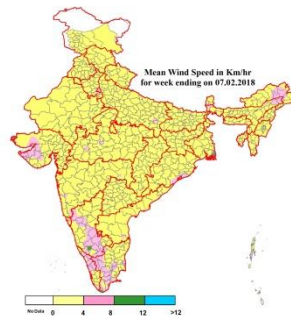 Mean Wind Speed in Km/hr
for week ending on 07.02.2018
No Data 0 4 8 12 >12